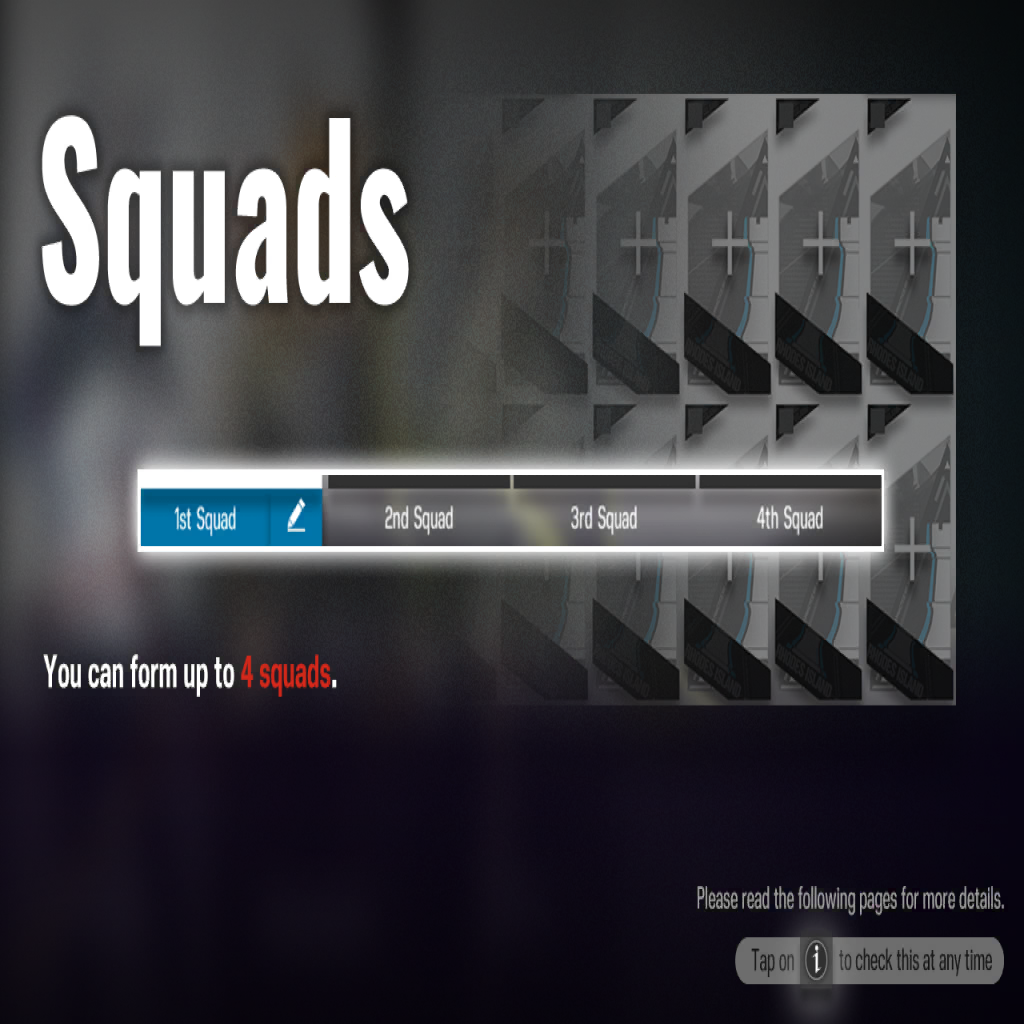 Squads
1st Squad
2nd Squad
3rd Squad
4th Squad
You can form up to 4 squads.
Please read the following pages for more details.
Tap on i to check this at any time